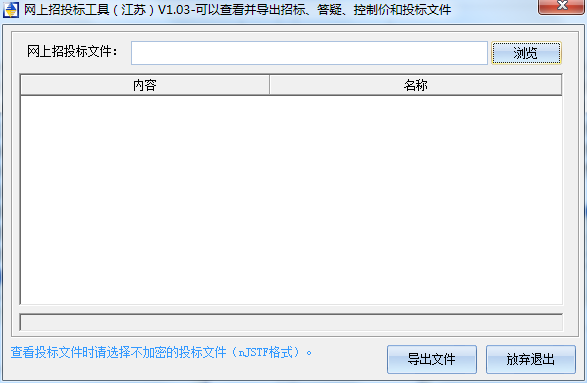 网上招投标工具（江苏）V1.03-可以查看并导出招标、答疑、控制价和投标文件
网上招投标文件：
浏览
内容 名称
查看投标文件时请选择不加密的投标文件（nJSTF格式）。
导出文件 放弃退出